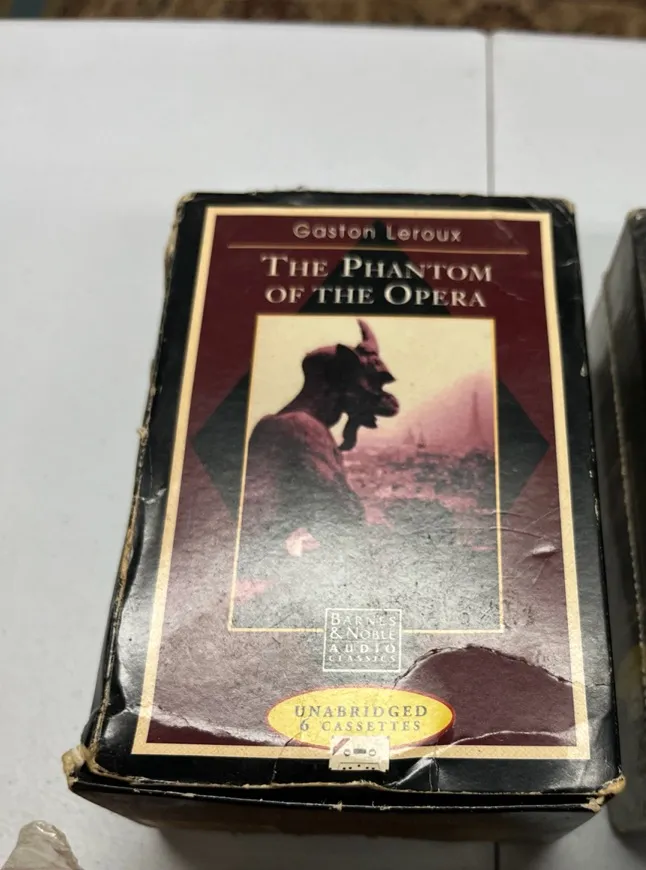 Gaston Leroux
THE PHANTOM
OF THE OPERA
BARNES
& NOBLE
AUDIO
CLASSICS
UNABRIDGED
6 CASSETTES